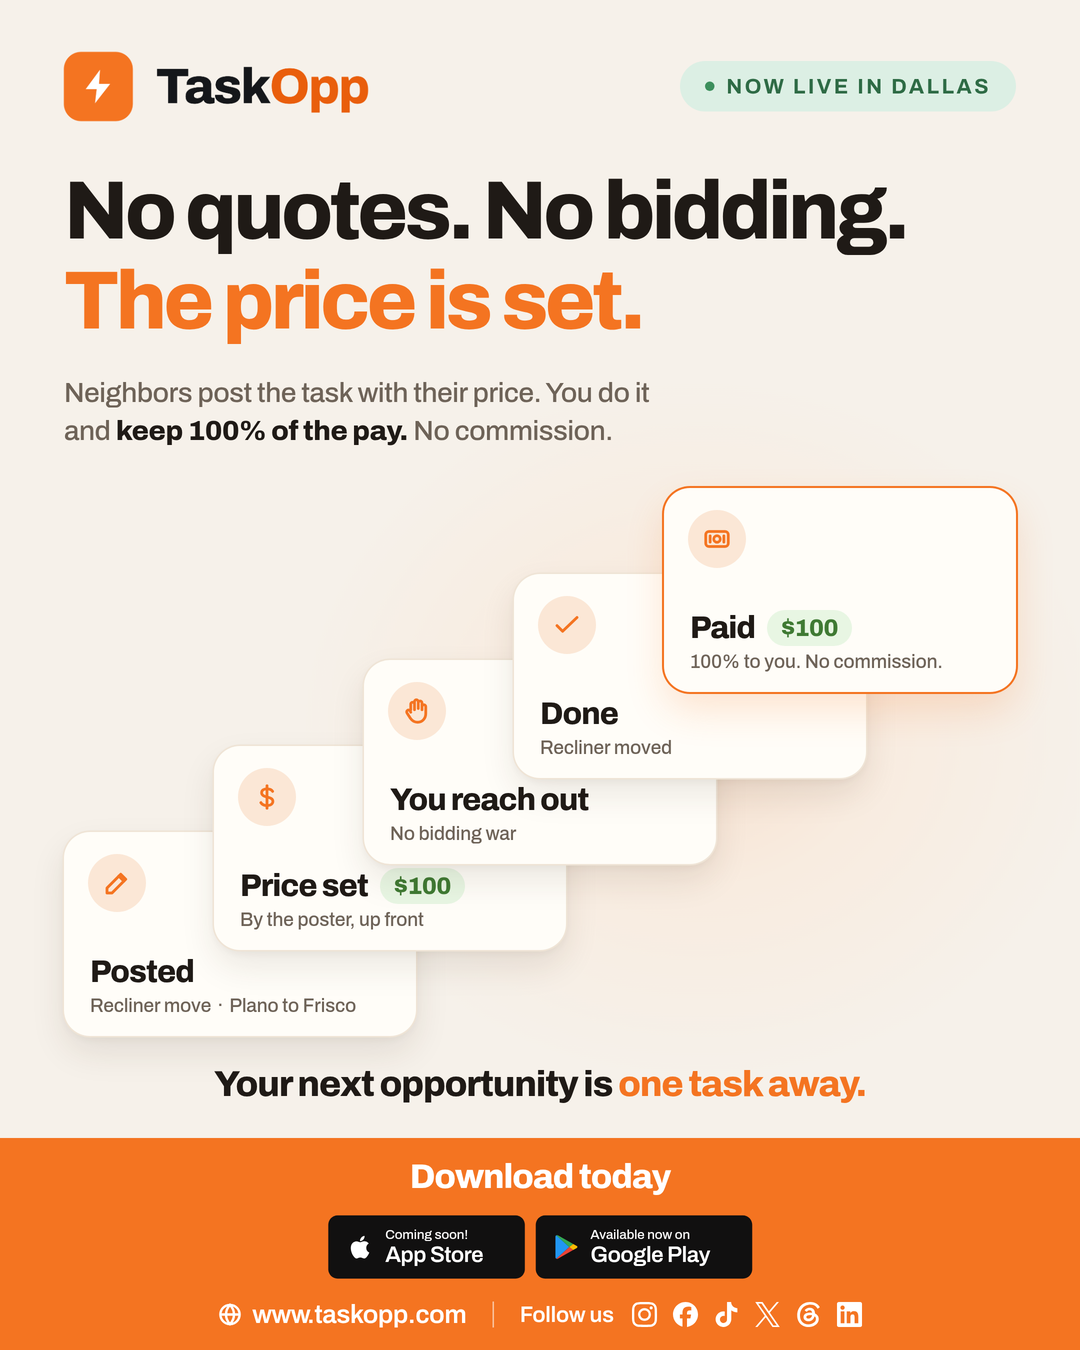 TaskOpp
NOW LIVE IN DALLAS
No quotes. No bidding.
The price is set.
Neighbors post the task with their price. You do it
and keep 100% of the pay. No commission.
Paid $100
100% to you. No commission.
Done
Recliner moved
You reach out
No bidding war
Price set $100
By the poster, up front
Posted
Recliner move · Plano to Frisco
Your next opportunity is one task away.
Download today
Coming soon!
App Store
Available now on
Google Play
www.taskopp.com
Follow us